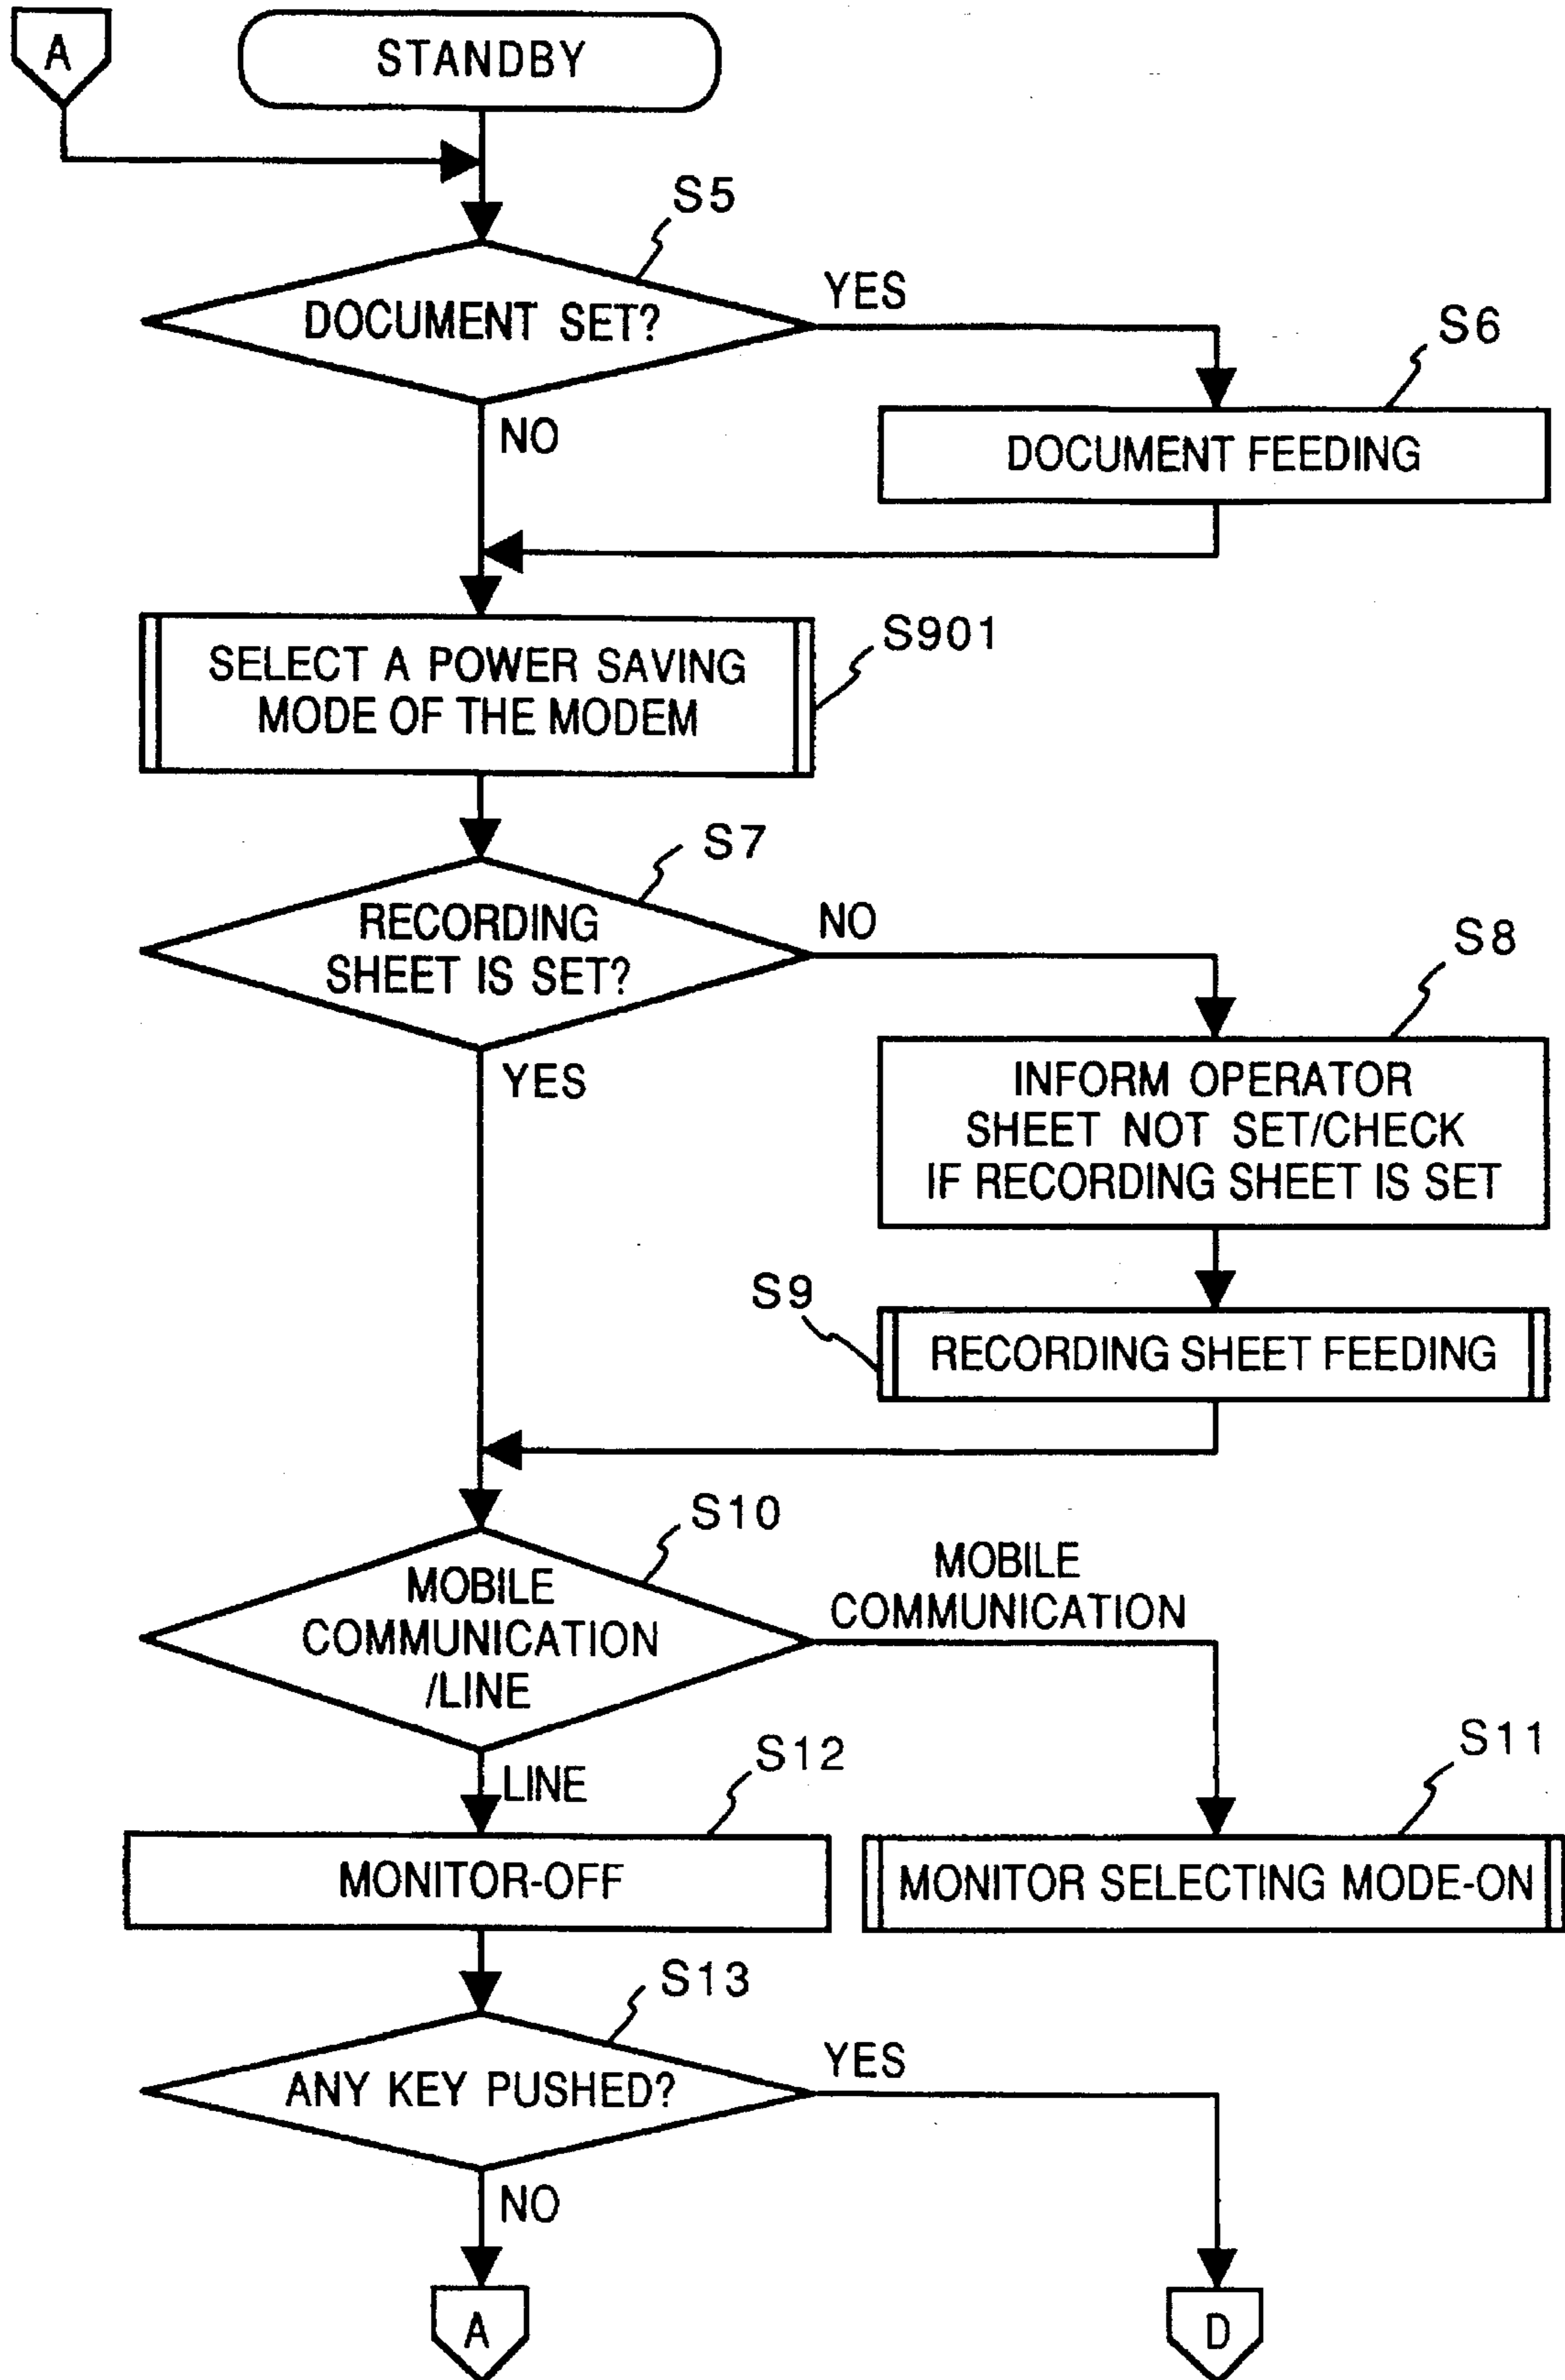 A
STANDBY
S5
DOCUMENT SET?
YES
NO
S6
DOCUMENT FEEDING
S901
SELECT A POWER SAVING
MODE OF THE MODEM
S7
RECORDING
SHEET IS SET?
NO
YES
S8
INFORM OPERATOR
SHEET NOT SET/CHECK
IF RECORDING SHEET IS SET
S9
RECORDING SHEET FEEDING
S10
MOBILE
COMMUNICATION
/LINE
MOBILE
COMMUNICATION
LINE
S12
MONITOR-OFF
S11
MONITOR SELECTING MODE-ON
S13
ANY KEY PUSHED?
YES
NO
A
D